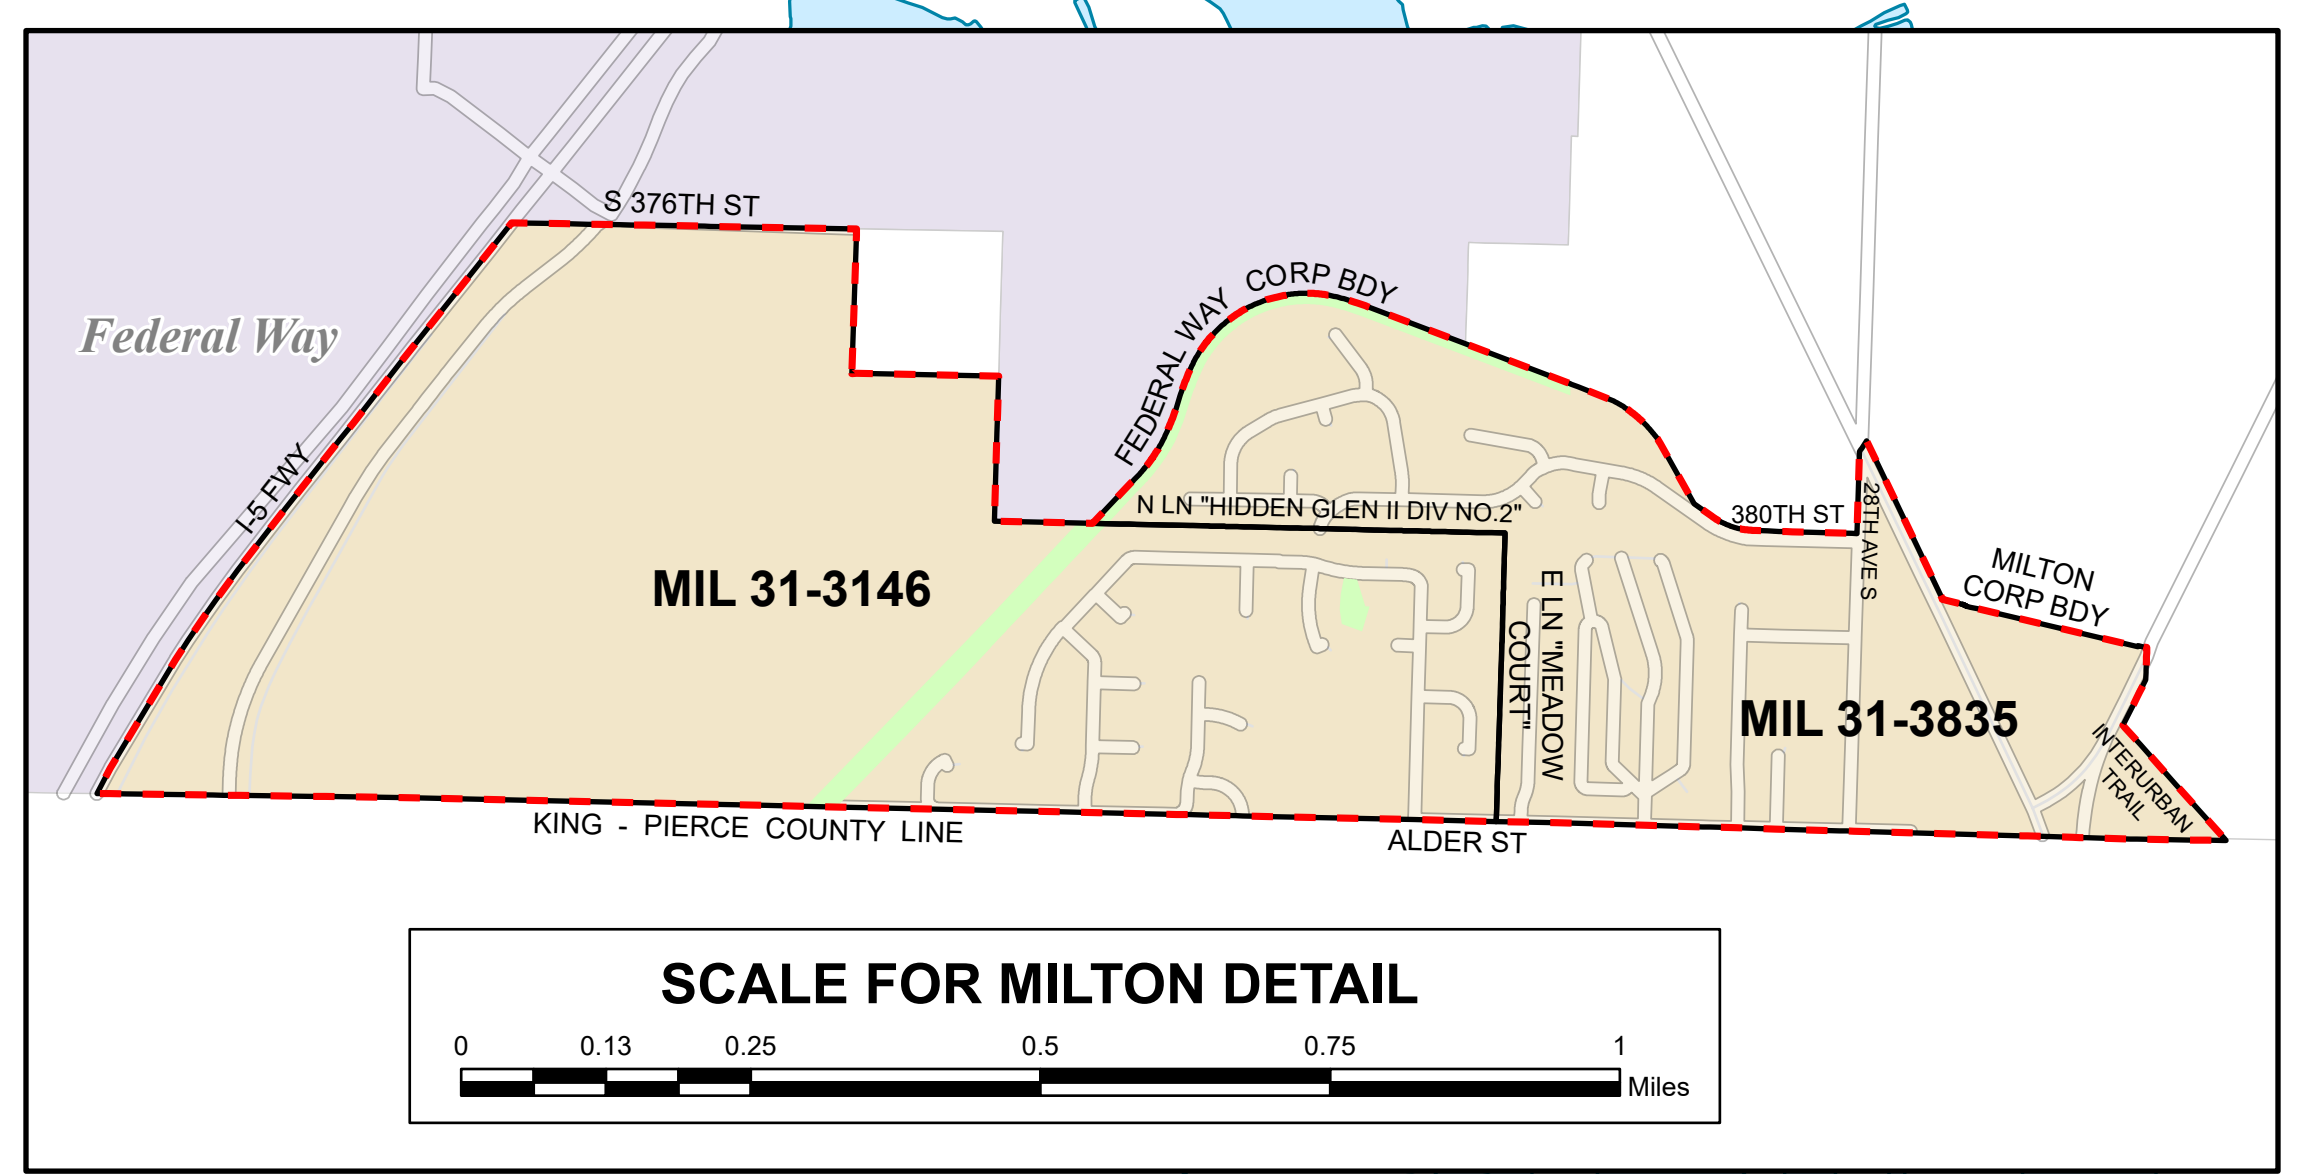 S 376TH ST
CORP BDY
FEDERAL WAY
Federal Way
I-5 FWY
N LN "HIDDEN GLEN II DIV NO.2"
380TH ST
28TH AVE S
MILTON
CORP BDY
MIL 31-3146
E LN "MEADOW
COURT"
MIL 31-3835
INTERURBAN
TRAIL
KING - PIERCE COUNTY LINE
ALDER ST
SCALE FOR MILTON DETAIL
0 0.13 0.25 0.5 0.75 1
Miles